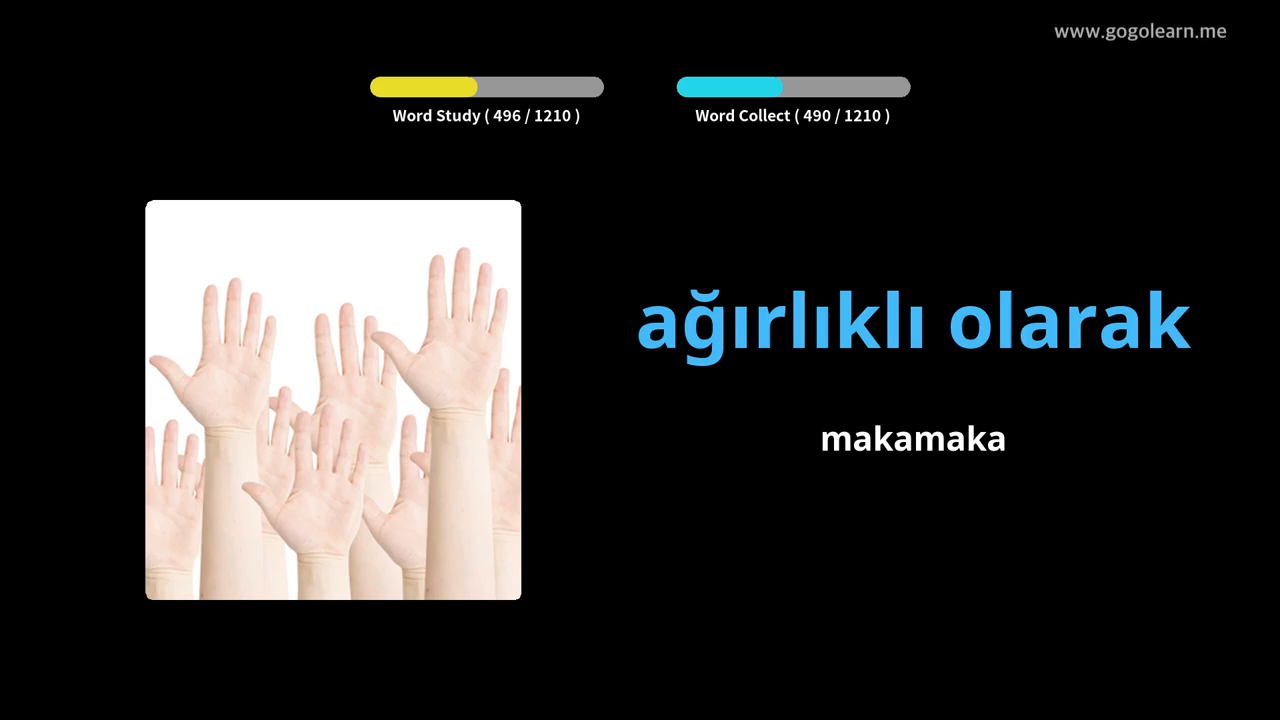 www.gogolearn.me
Word Study ( 496 / 1210 )
Word Collect ( 490 / 1210 )
ağırlıklı olarak
makamaka